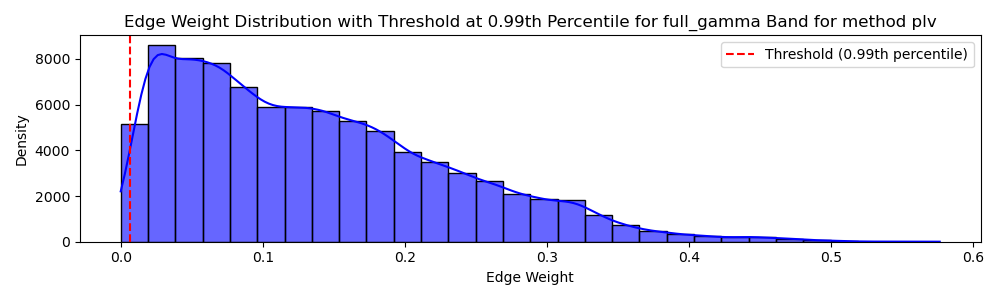 Edge Weight Distribution with Threshold at 0.99th Percentile for full_gamma Band for method plv
Threshold (0.99th percentile)
Density
8000
6000
4000
2000
0
0.0 0.1 0.2 0.3 0.4 0.5 0.6
Edge Weight